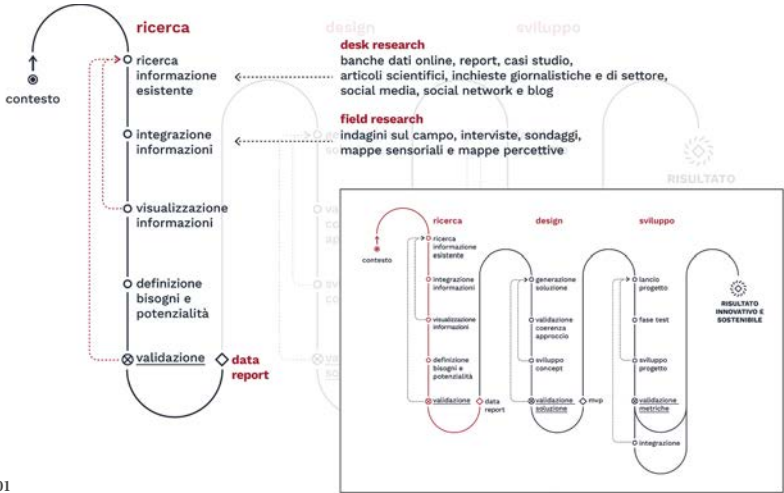 ricerca
design
sviluppo
contesto
ricerca
informazione
esistente
integrazione
informazioni
visualizzazione
informazioni
definizione
bisogni e
potenzialità
validazione
data
report
desk research
banche dati online, report, casi studio,
articoli scientifici, inchieste giornalistiche e di settore,
social media, social network e blog
field research
indagini sul campo, interviste, sondaggi,
mappe sensoriali e mappe percettive
RISULTATO
ricerca
design
sviluppo
contesto
ricerca
informazione
esistente
integrazione
informazioni
visualizzazione
informazioni
definizione
bisogni e
potenzialità
validazione
data
report
generazione
soluzione
validazione
coerenza
approccio
sviluppo
concept
validazione
soluzione
mvp
lancio
progetto
fase test
sviluppo
progetto
validazione
metriche
integrazione
RISULTATO
INNOVATIVO E
SOSTENIBILE
01